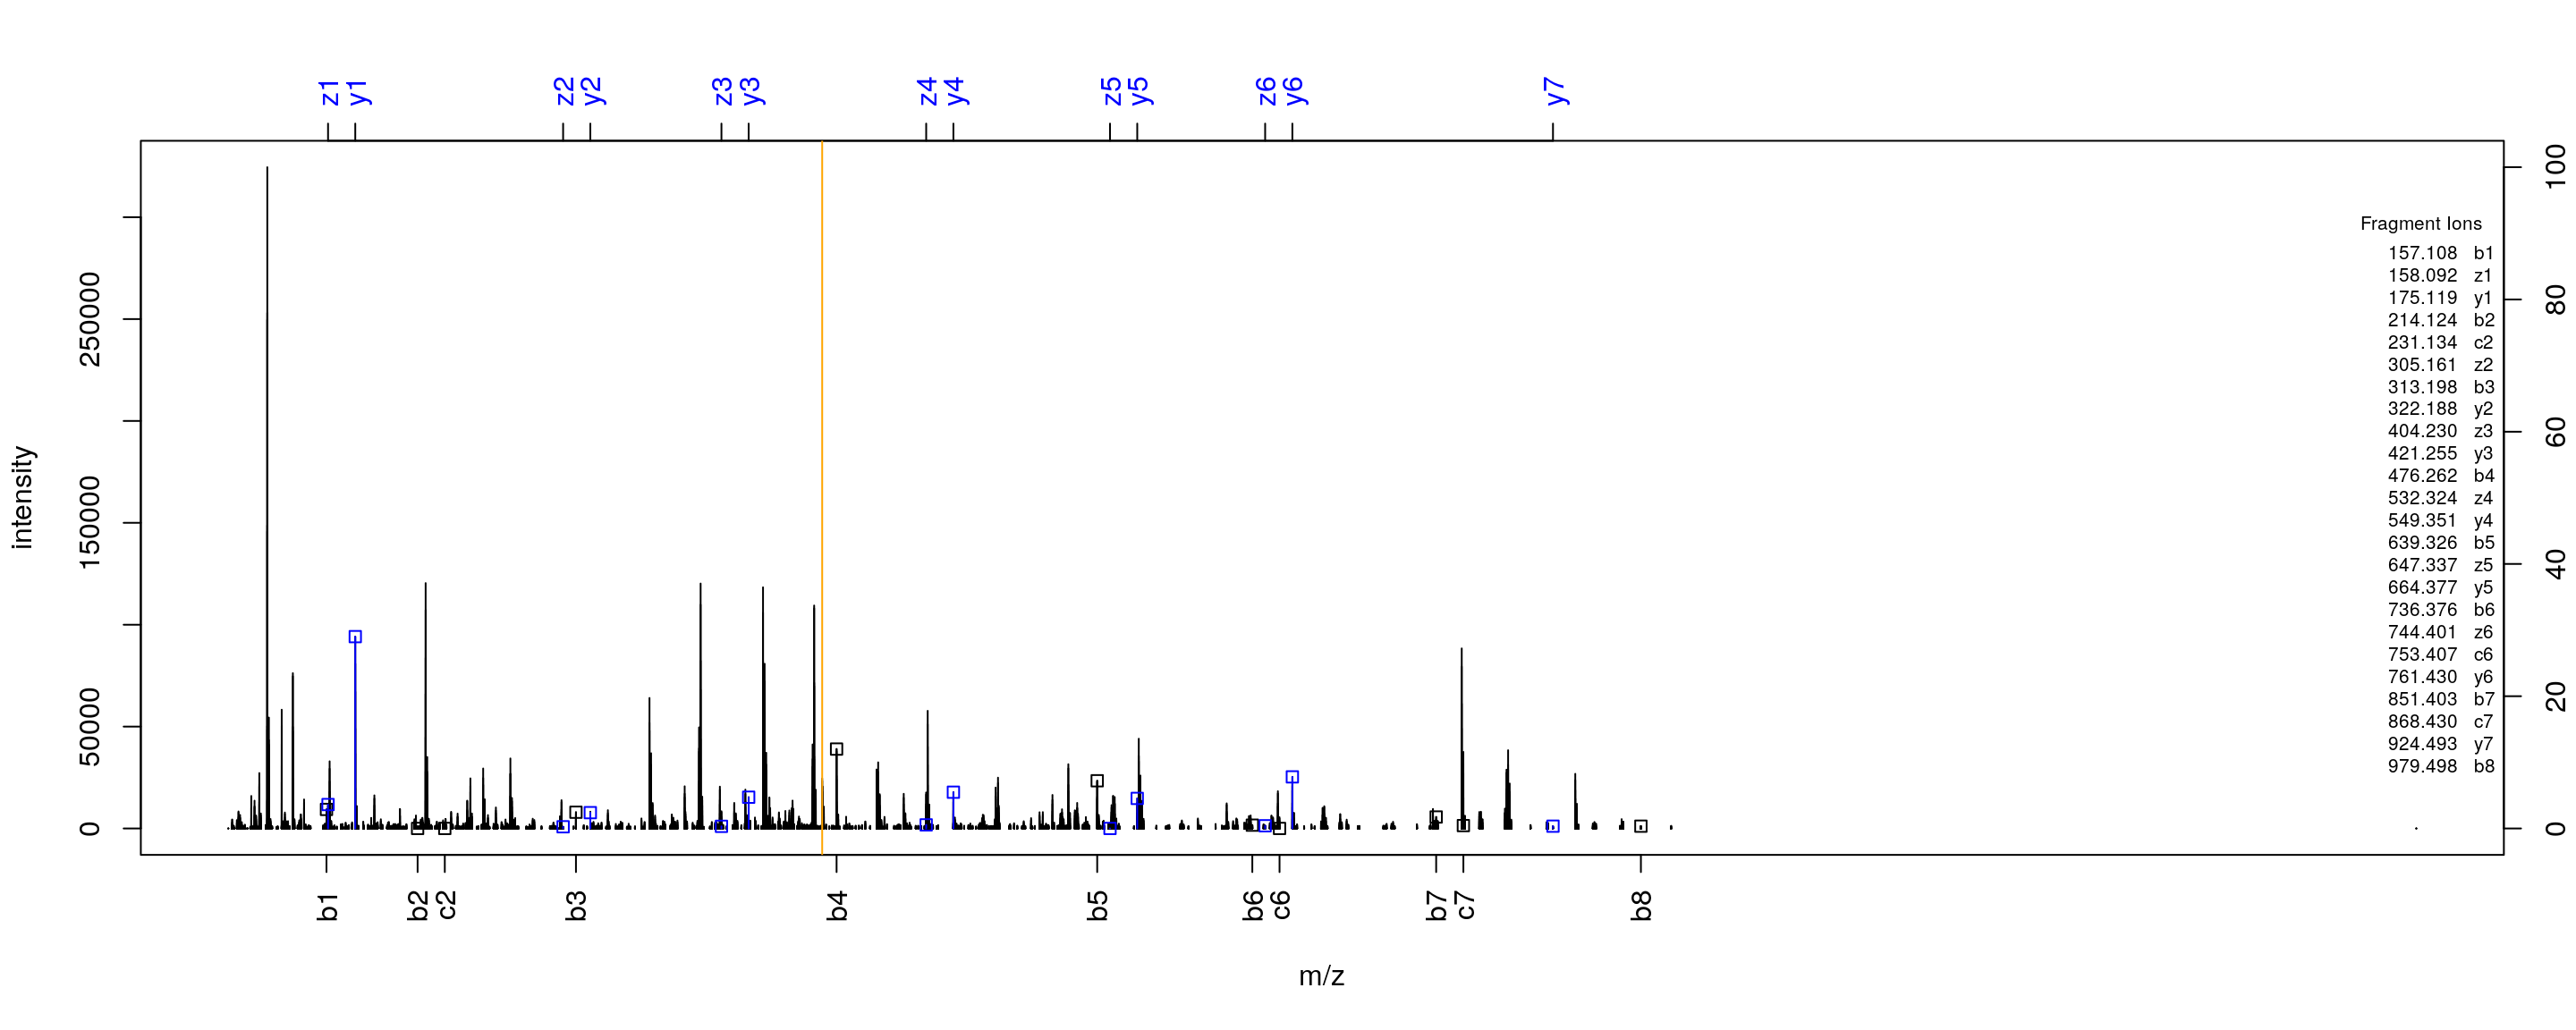 z1 y1 z2 y2 z3 y3 z4 y4 z5 y5 z6 y6 y7
intensity
0 50000 150000 250000
0 20 40 60 80 100
Fragment Ions
157.108 b1
158.092 z1
175.119 y1
214.124 b2
231.134 c2
305.161 z2
313.198 b3
322.188 y2
404.230 z3
421.255 y3
476.262 b4
532.324 z4
549.351 y4
639.326 b5
647.337 z5
664.377 y5
736.376 b6
744.401 z6
753.407 c6
761.430 y6
851.403 b7
868.430 c7
924.493 y7
979.498 b8
b1 b2 c2 b3 b4 b5 b6 c6 b7 c7 b8
m/z